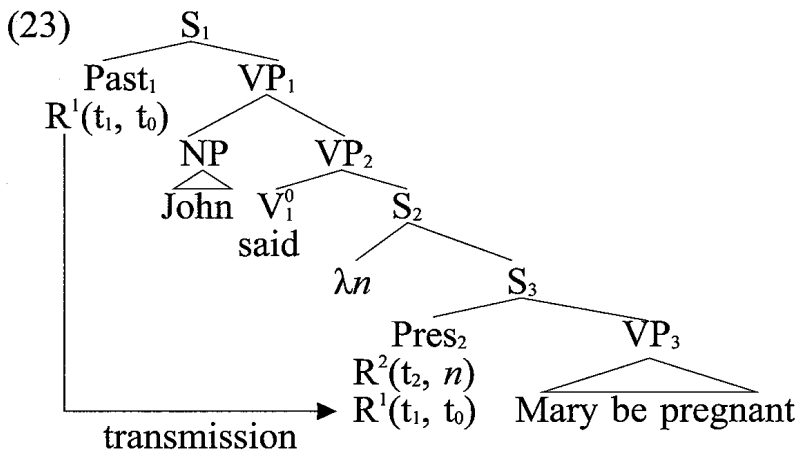 (23) S₁
Past₁ VP₁
R¹(t₁, t₀)
NP VP₂
John V₁⁰ S₂
said
λn S₃
Pres₂ VP₃
R²(t₂, n)
R¹(t₁, t₀) Mary be pregnant
transmission